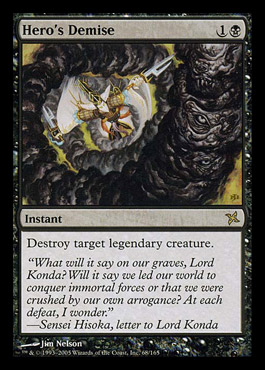 Hero's Demise 1
Instant
Destroy target legendary creature.
"What will it say on our graves, Lord
Konda? Will it say we led our world to
conquer immortal forces or that we were
crushed by our own arrogance? At each
defeat, I wonder."
—Sensei Hisoka, letter to Lord Konda
Jim Nelson
™ & © 1993–2005 Wizards of the Coast, Inc. 68/165